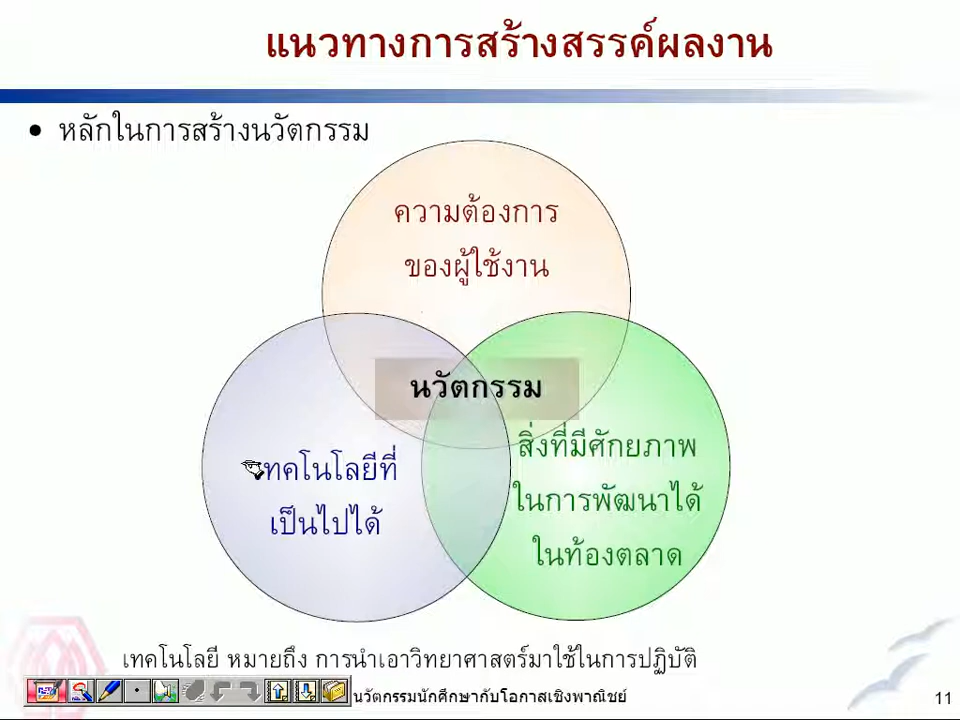 แนวทางการสร้างสรรค์ผลงาน
• หลักในการสร้างนวัตกรรม
ความต้องการ
ของผู้ใช้งาน
นวัตกรรม
เทคโนโลยีที่
เป็นไปได้
สิ่งที่มีศักยภาพ
ในการพัฒนาได้
ในท้องตลาด
เทคโนโลยี หมายถึง การนำเอาวิทยาศาสตร์มาใช้ในการปฏิบัติ
นวัตกรรมนักศึกษากับโอกาสเชิงพาณิชย์
11